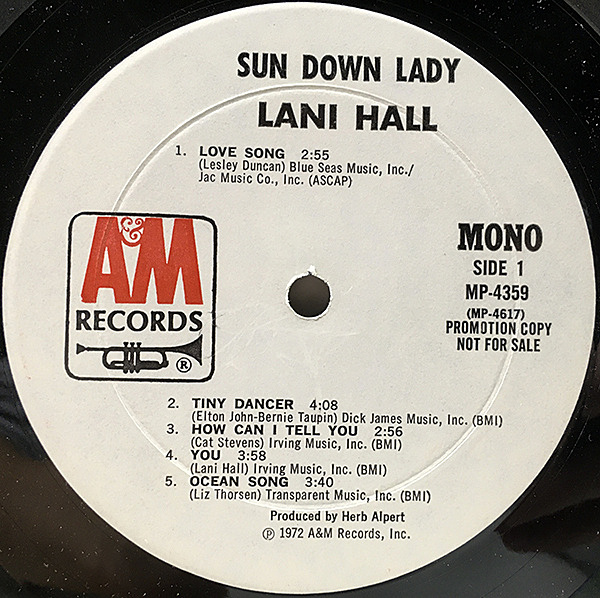 SUN DOWN LADY
LANI HALL
1. LOVE SONG 2:55
(Lesley Duncan) Blue Seas Music, Inc./
Jac Music Co., Inc. (ASCAP)
A&M
RECORDS
®
MONO
SIDE 1
MP-4359
(MP-4617)
PROMOTION COPY
NOT FOR SALE
2. TINY DANCER 4:08
(Elton John-Bernie Taupin) Dick James Music, Inc. (BMI)
3. HOW CAN I TELL YOU 2:56
(Cat Stevens) Irving Music, Inc. (BMI)
4. YOU 3:58
(Lani Hall) Irving Music, Inc. (BMI)
5. OCEAN SONG 3:40
(Liz Thorsen) Transparent Music, Inc. (BMI)
Produced by Herb Alpert
℗ 1972 A&M Records, Inc.